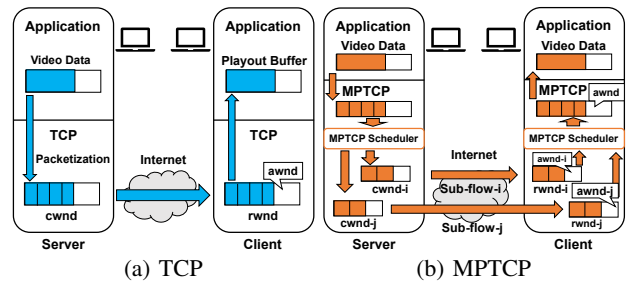 Application
Video Data
TCP
Packetization
cwnd
Server
Internet
Application
Playout Buffer
TCP
awnd
rwnd
Client
(a) TCP
Application
Video Data
MPTCP
MPTCP Scheduler
cwnd-i
cwnd-j
Server
Internet
Sub-flow-i
Sub-flow-j
Application
Video Data
MPTCP
awnd
MPTCP Scheduler
awnd-i
rwnd-i
awnd-j
rwnd-j
Client
(b) MPTCP